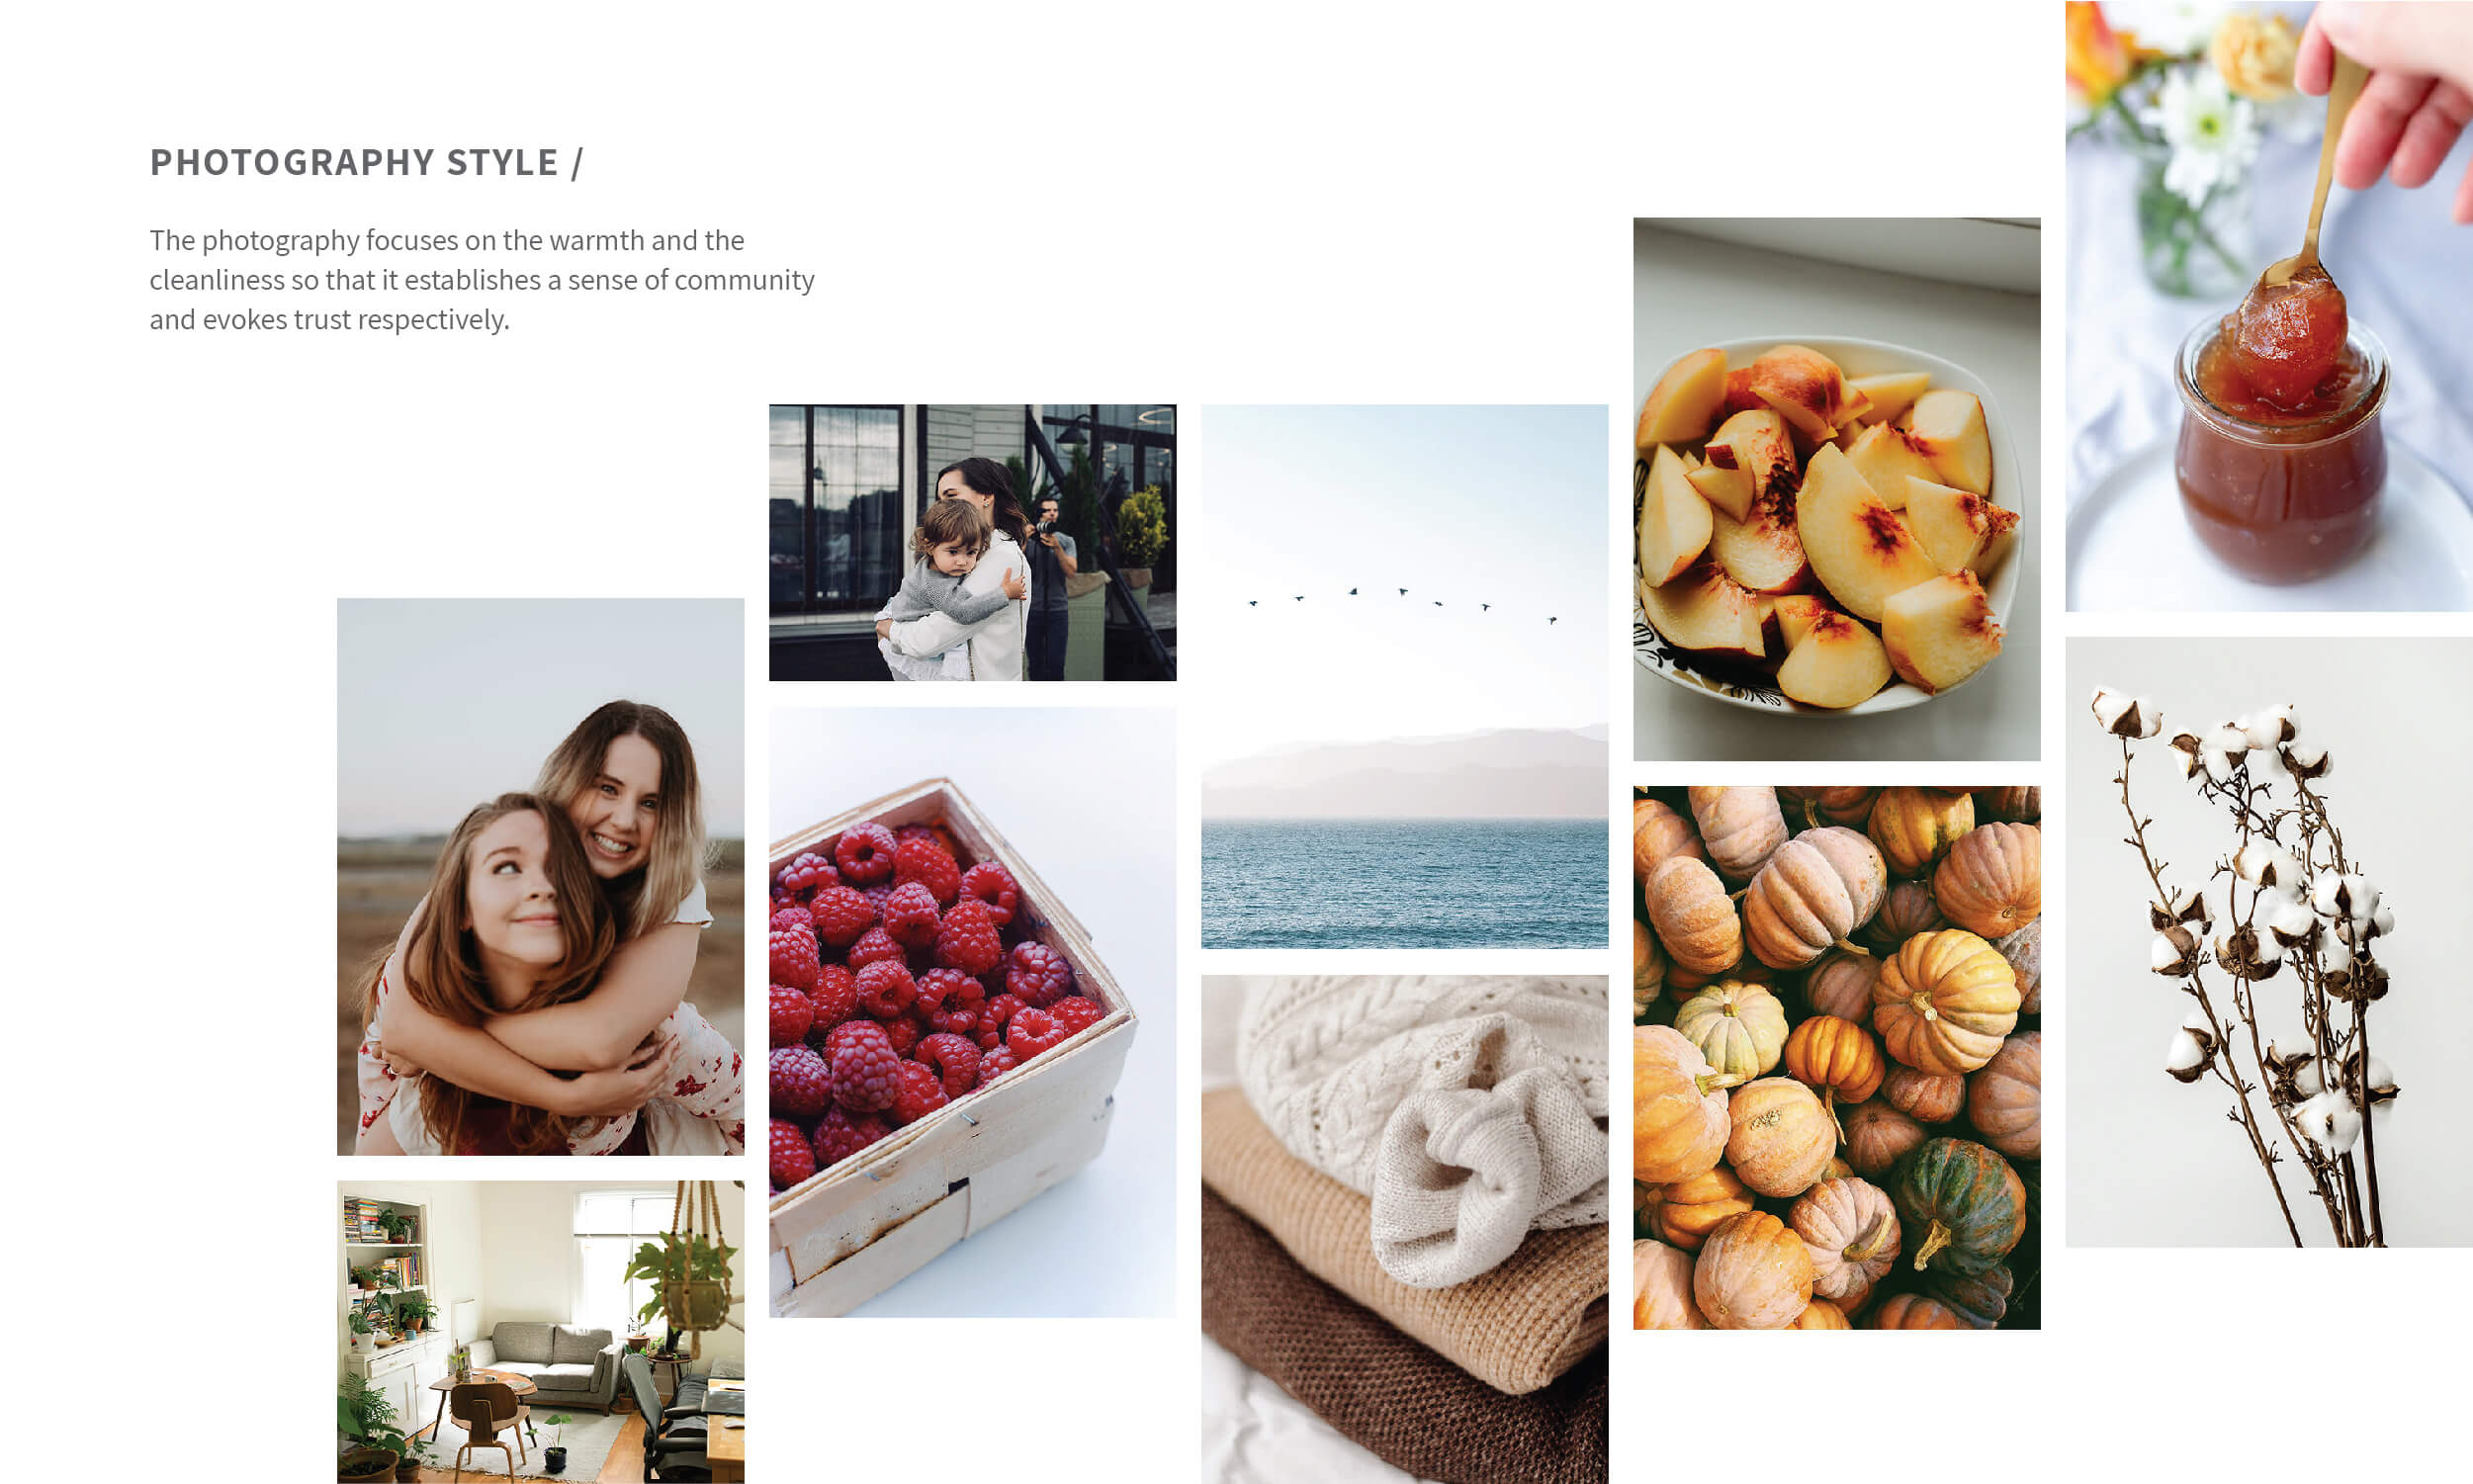 PHOTOGRAPHY STYLE /
The photography focuses on the warmth and the
cleanliness so that it establishes a sense of community
and evokes trust respectively.